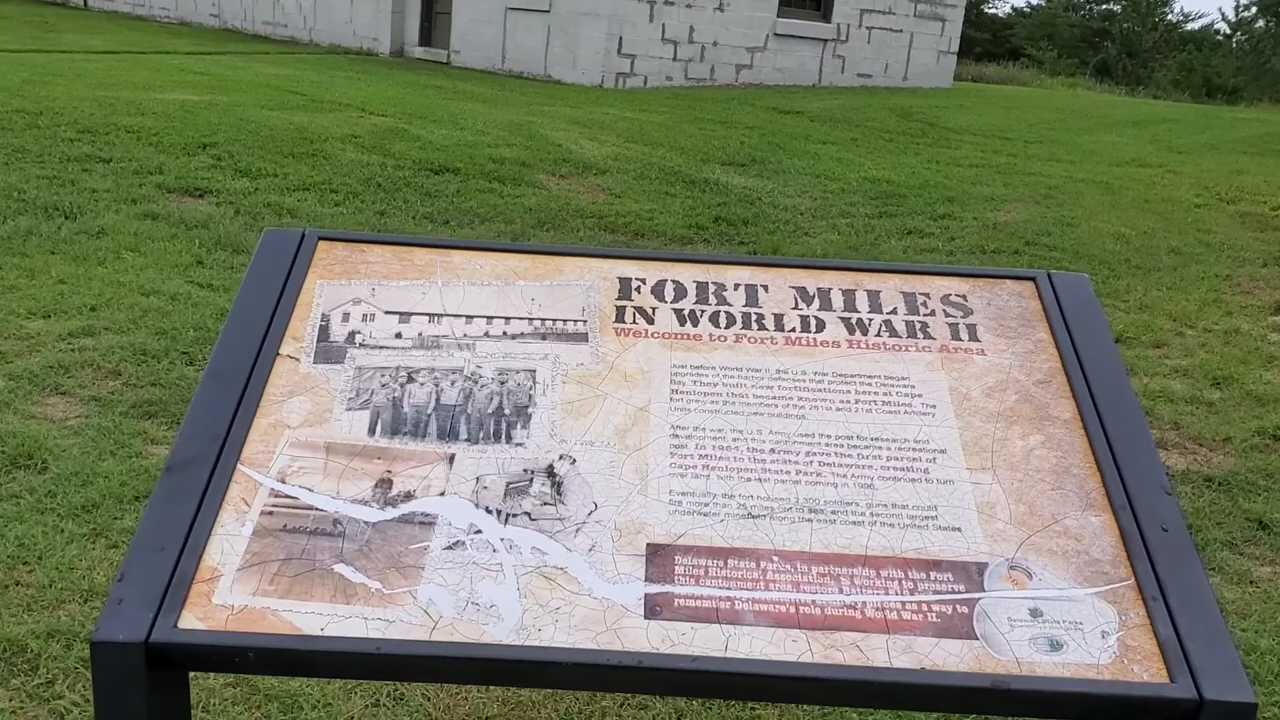 FORT MILES
IN WORLD WAR II
Welcome to Fort Miles Historic Area
Just before World War II, the U.S. War Department began
upgrades of the harbor defenses that protect the Delaware
Bay. They built new fortifications here at Cape
Henlopen that became known as Fort Miles. The
fort grew as the members of the 261st and 21st Coast Artillery
Units constructed new buildings.
After the war, the U.S. Army used the post for research and
development, and this cantonment area became a recreational
post. In 1964, the Army gave the first parcel of
Fort Miles to the state of Delaware, creating
Cape Henlopen State Park. The Army continued to turn
over land, with the last parcel coming in 1996.
Eventually, the fort housed 2,300 soldiers, guns that could
fire more than 25 miles out to sea, and the second largest
underwater minefield along the east coast of the United States
Delaware State Parks, in partnership with the Fort
Miles Historical Association, is working to preserve
this cantonment area, restore Battery
pieces as a way to
remember Delaware's role during World War II.
Delaware State Parks